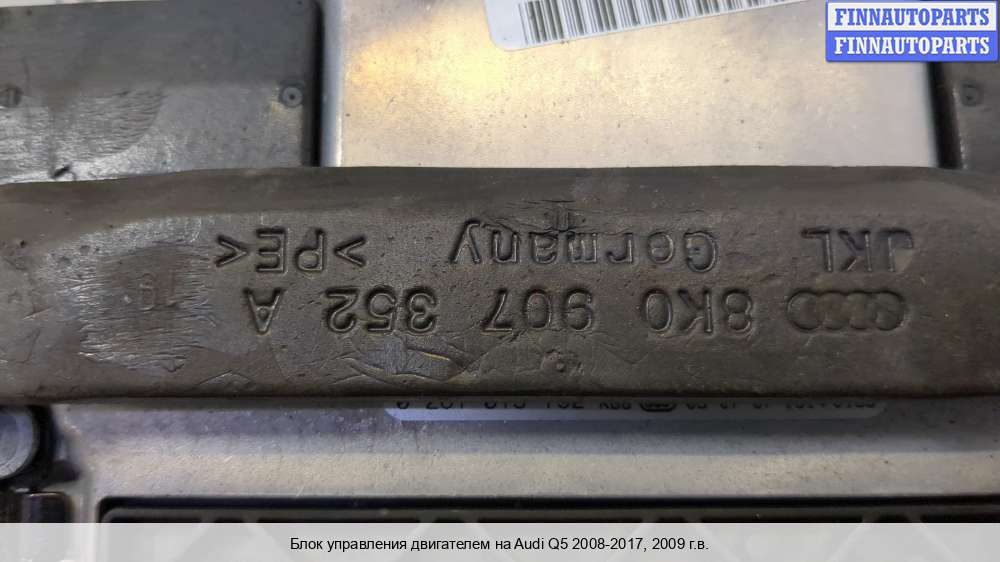 FINNAUTOPARTS
FINNAUTOPARTS
8K0 907 352 A
JKL Germany >PE<
Блок управления двигателем на Audi Q5 2008-2017, 2009 г.в.